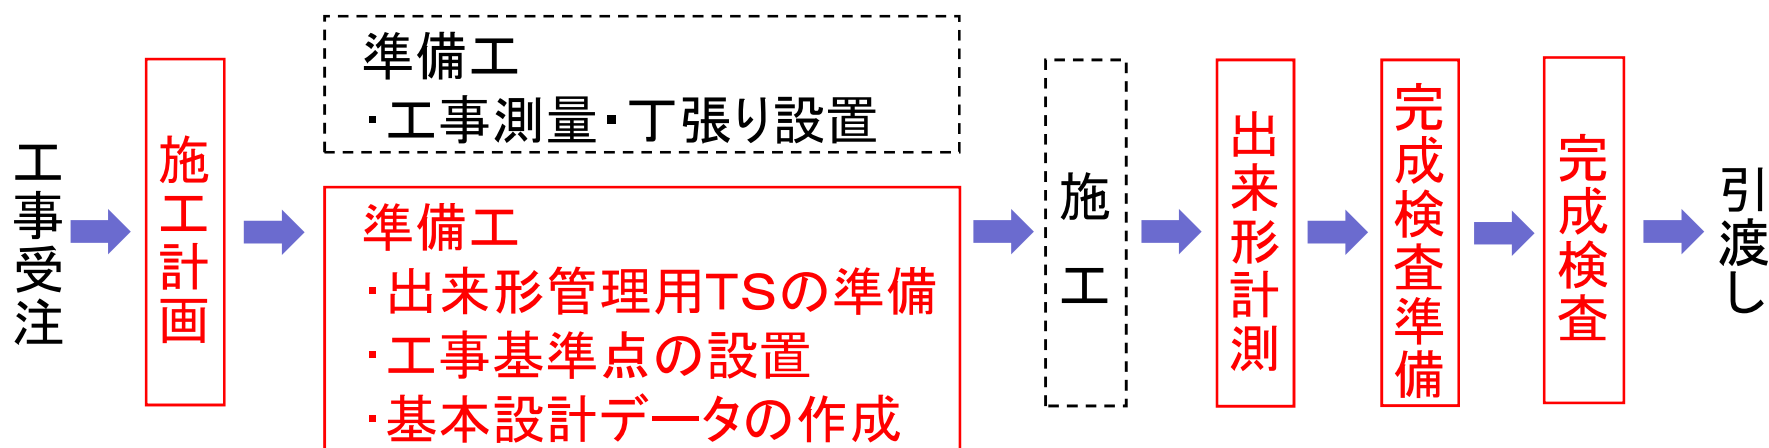 工事受注
施工計画
準備工
・工事測量・丁張り設置
準備工
・出来形管理用TSの準備
・工事基準点の設置
・基本設計データの作成
施工
出来形計測
完成検査準備
完成検査
引渡し